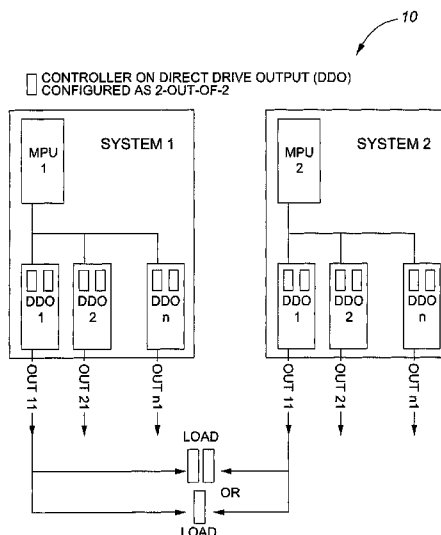 10
CONTROLLER ON DIRECT DRIVE OUTPUT (DDO)
CONFIGURED AS 2-OUT-OF-2
SYSTEM 1
MPU
1
DDO
1
DDO
2
DDO
n
OUT 11
OUT 21
OUT n1
SYSTEM 2
MPU
2
DDO
1
DDO
2
DDO
n
OUT 11
OUT 21
OUT n1
LOAD
OR
LOAD